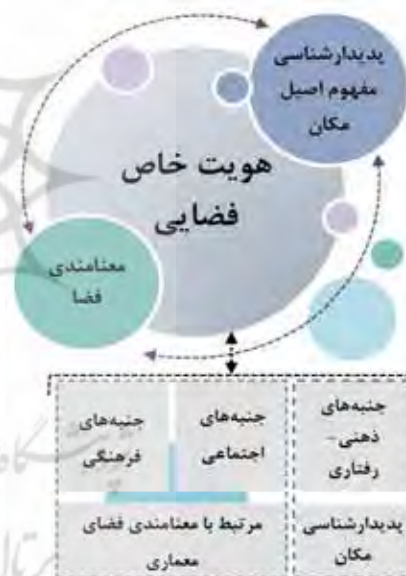 پدیدارشناسی
مفهوم اصیل
مکان
هویت خاص
فضایی
معنامندی
فضا
جنبه‌های
ذهنی-
رفتاری
جنبه‌های
اجتماعی
جنبه‌های
فرهنگی
پدیدارشناسی
مکان
مرتبط با معنامندی فضای
معماری